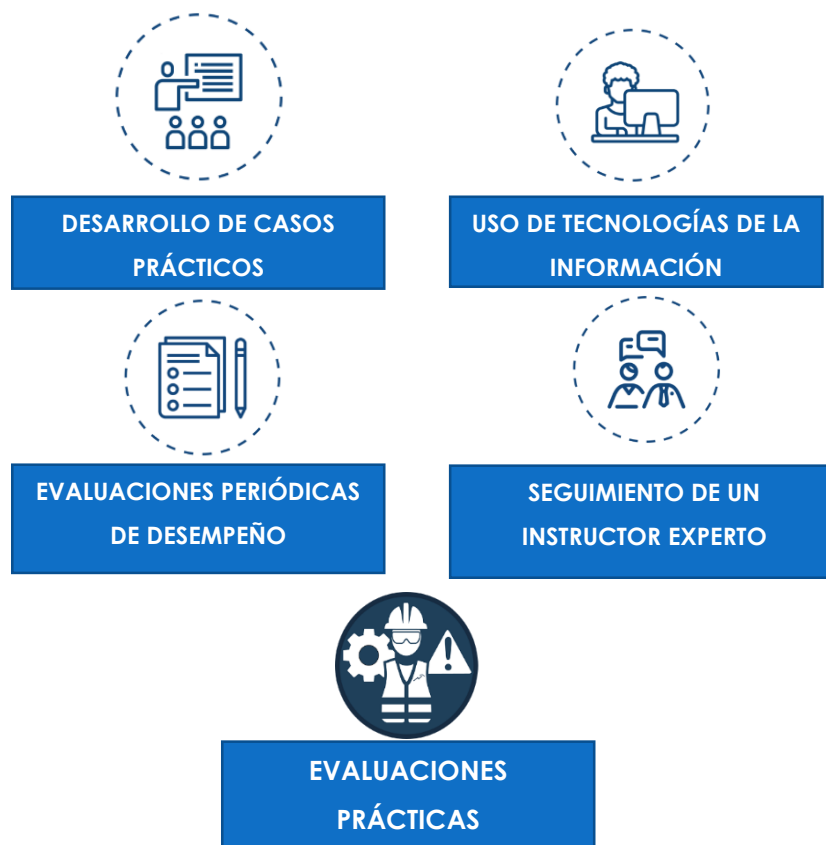 DESARROLLO DE CASOS
PRÁCTICOS
USO DE TECNOLOGÍAS DE LA
INFORMACIÓN
EVALUACIONES PERIÓDICAS
DE DESEMPEÑO
SEGUIMIENTO DE UN
INSTRUCTOR EXPERTO
EVALUACIONES
PRÁCTICAS